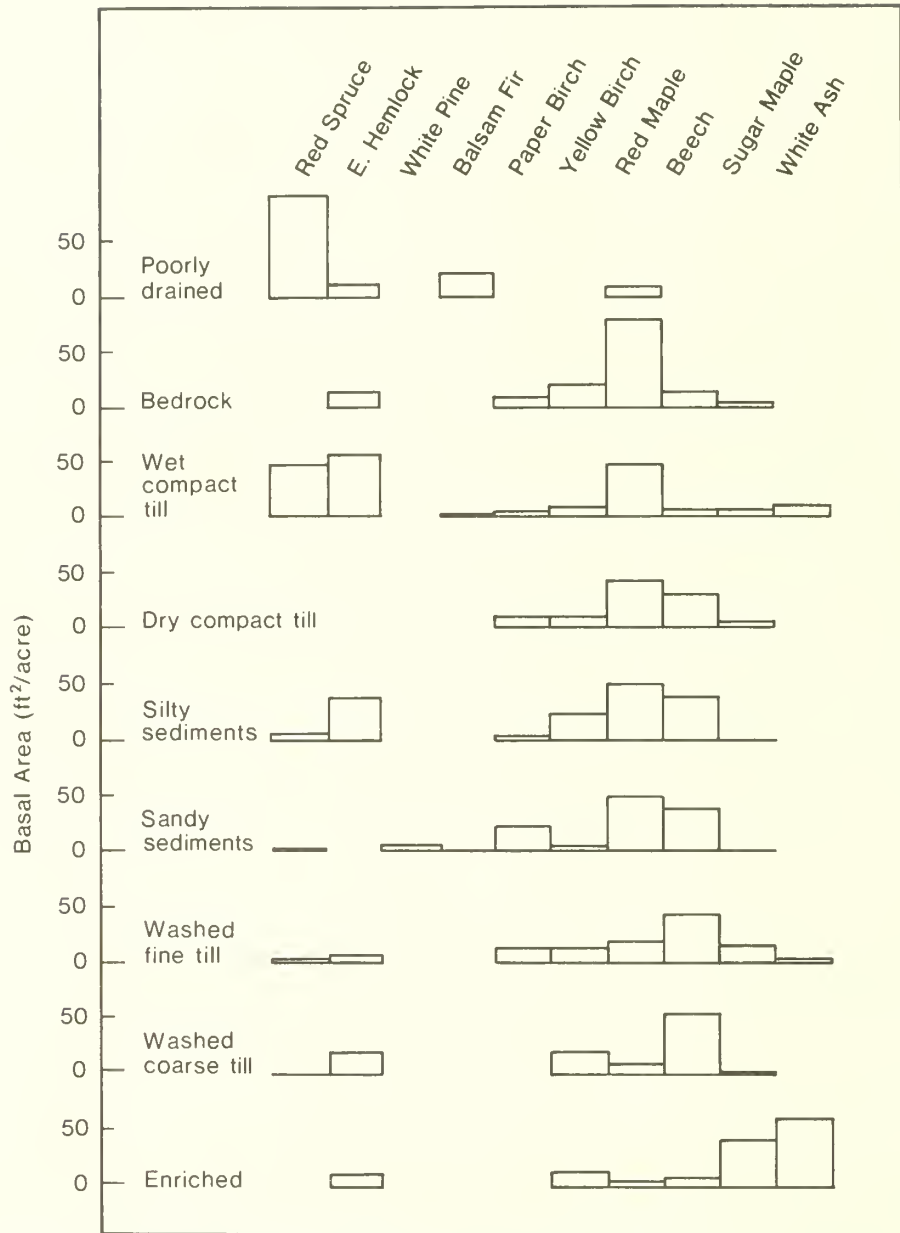 Red Spruce
E. Hemlock
White Pine
Balsam Fir
Paper Birch
Yellow Birch
Red Maple
Beech
Sugar Maple
White Ash
Basal Area (ft²/acre)
50
0
Poorly
drained
50
0
Bedrock
50
0
Wet
compact
till
50
0
Dry compact till
50
0
Silty
sediments
50
0
Sandy
sediments
50
0
Washed
fine till
50
0
Washed
coarse till
50
0
Enriched